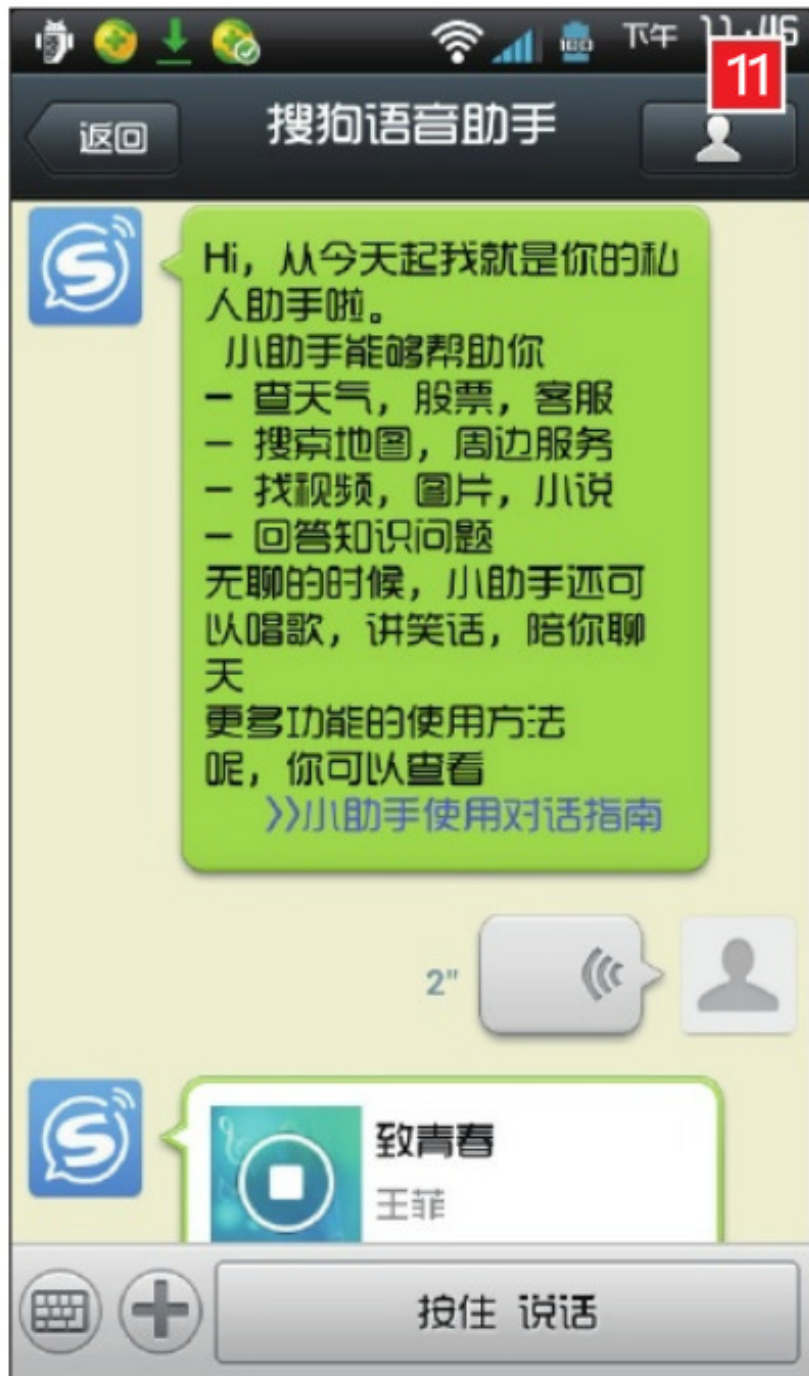 100 下午 11:46
11
返回 搜狗语音助手
Hi，从今天起我就是你的私
人助手啦。
小助手能够帮助你
– 查天气，股票，客服
– 搜索地图，周边服务
– 找视频，图片，小说
– 回答知识问题
无聊的时候，小助手还可
以唱歌，讲笑话，陪你聊
天
更多功能的使用方法
呢，你可以查看
>>小助手使用对话指南
2"
致青春
王菲
按住 说话